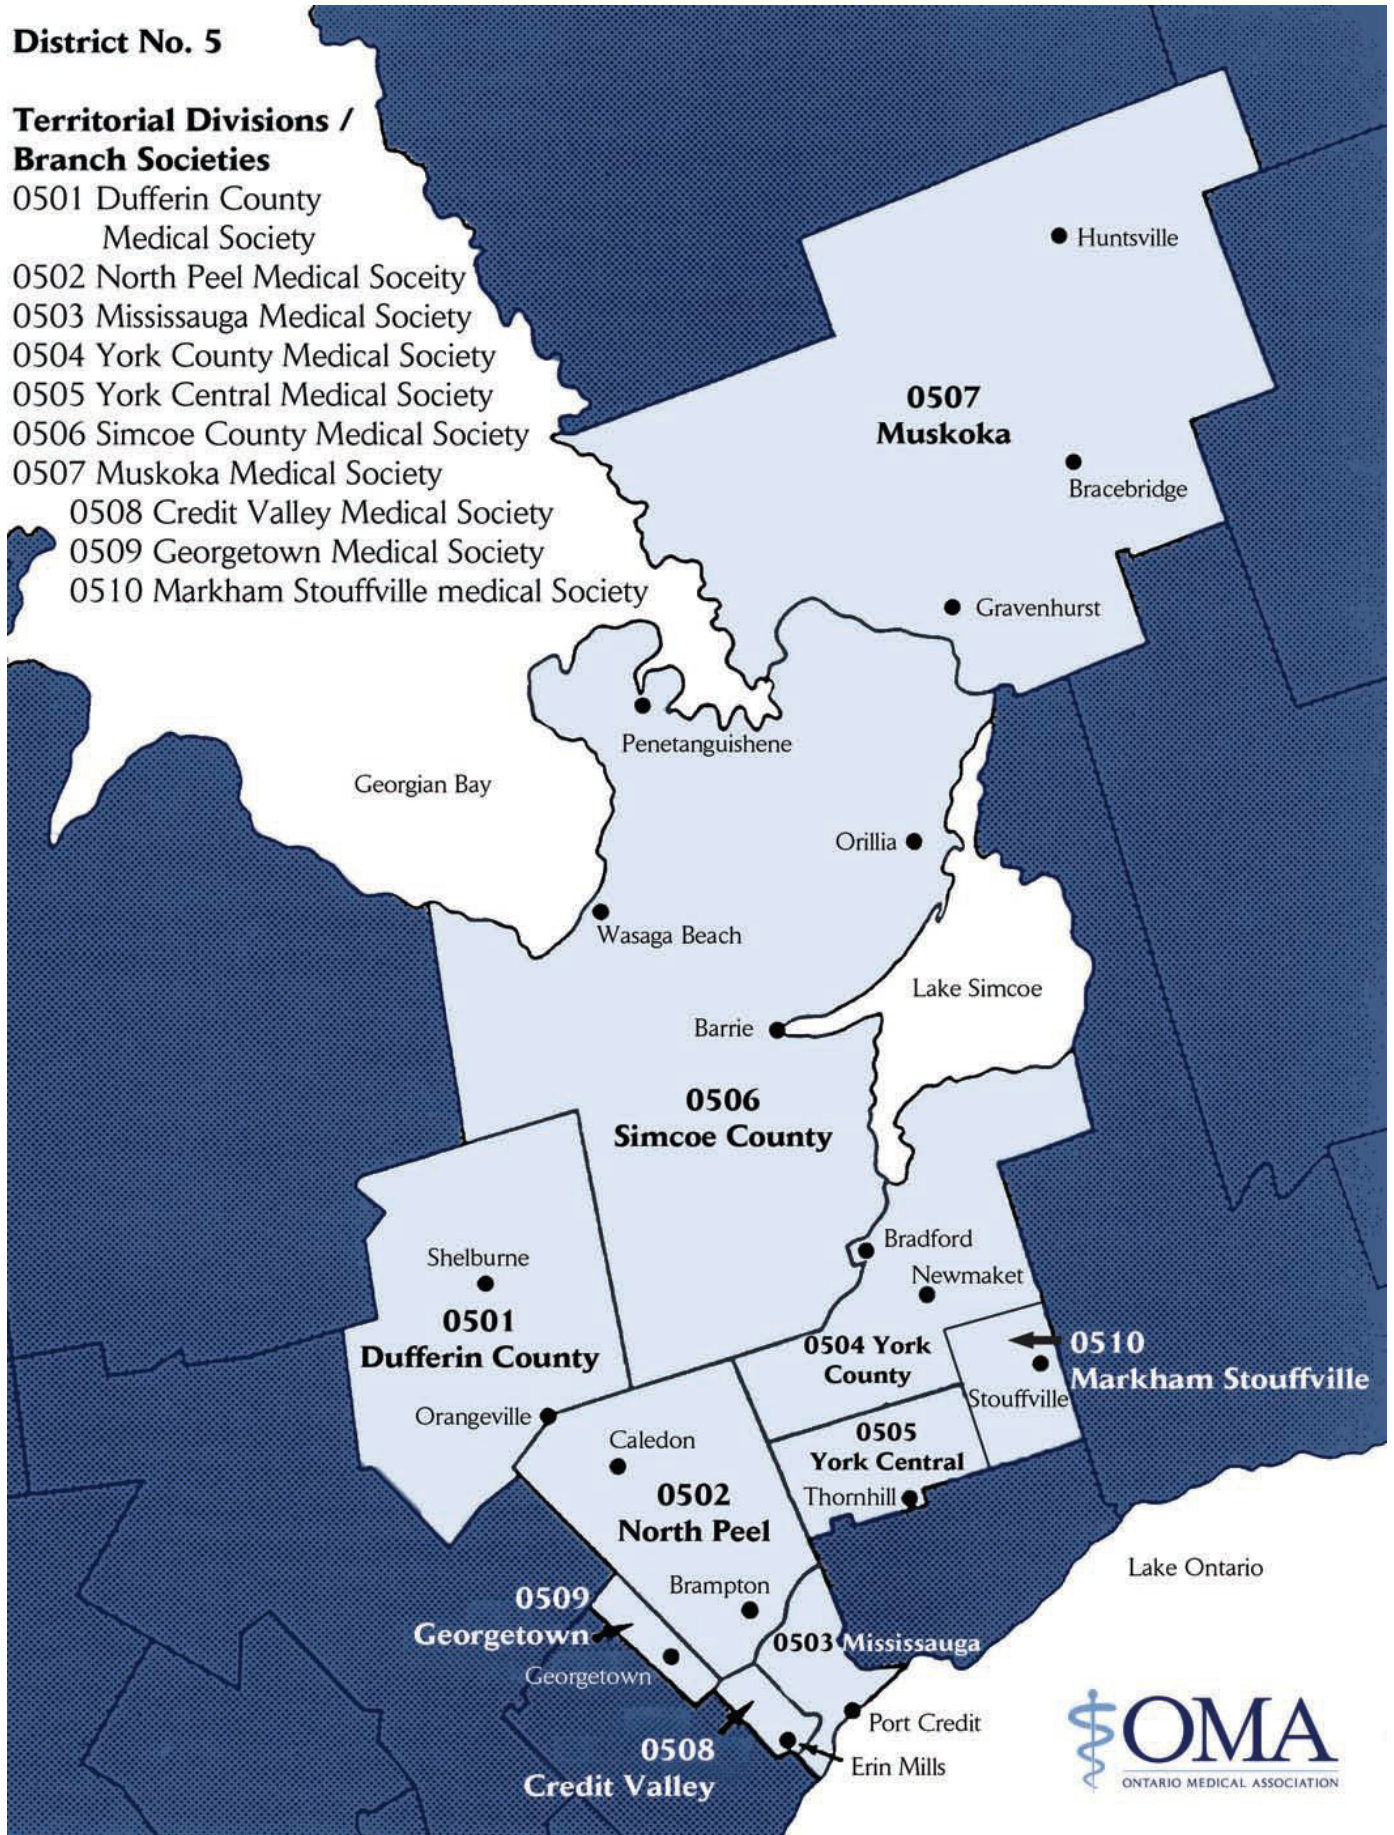 District No. 5
Territorial Divisions /
Branch Societies
0501 Dufferin County
Medical Society
0502 North Peel Medical Soceity
0503 Mississauga Medical Society
0504 York County Medical Society
0505 York Central Medical Society
0506 Simcoe County Medical Society
0507 Muskoka Medical Society
0508 Credit Valley Medical Society
0509 Georgetown Medical Society
0510 Markham Stouffville medical Society
Huntsville
0507
Muskoka
Bracebridge
Gravenhurst
Penetanguishene
Georgian Bay
Orillia
Wasaga Beach
Lake Simcoe
Barrie
0506
Simcoe County
Bradford
Newmaket
Shelburne
0501
Dufferin County
0504 York
County
0510
Markham Stouffville
Stouffville
Orangeville
Caledon
0505
York Central
Thornhill
0502
North Peel
Lake Ontario
Brampton
0509
Georgetown
Georgetown
0503 Mississauga
Port Credit
Erin Mills
0508
Credit Valley
OMA
ONTARIO MEDICAL ASSOCIATION